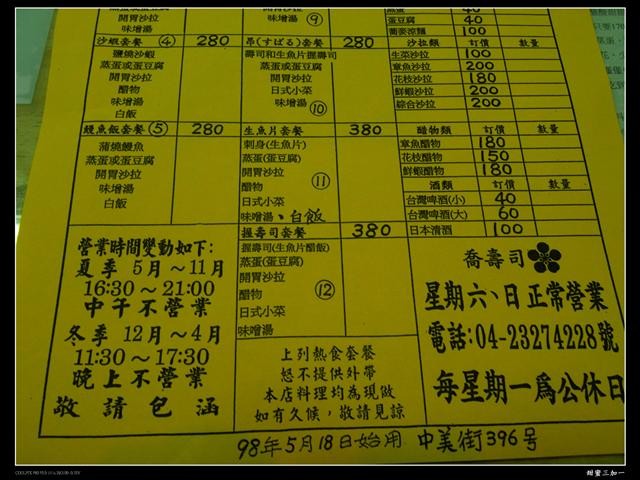 開胃沙拉
味增湯
味增湯 ⑨
蒸蛋 40
蛋豆腐 40
蕎麥涼麵 100
沙蝦套餐 ④ 280
鹽燒沙蝦
蒸蛋或蛋豆腐
開胃沙拉
醋物
味增湯
白飯
昂(すばる)套餐 280
壽司和生魚片握壽司
蒸蛋或蛋豆腐
開胃沙拉
日式小菜
味增湯 ⑩
沙拉類 訂價 數量
生菜沙拉 100
章魚沙拉 200
花枝沙拉 180
鮮蝦沙拉 200
綜合沙拉 200
鰻魚飯套餐 ⑤ 280
蒲燒鰻魚
蒸蛋或蛋豆腐
開胃沙拉
味增湯
白飯
生魚片套餐 380
刺身(生魚片)
蒸蛋(蛋豆腐)
開胃沙拉
醋物 ⑪
日式小菜
味增湯、白飯
醋物類 訂價 數量
章魚醋物 180
花枝醋物 150
鮮蝦醋物 180
酒類 訂價 數量
台灣啤酒(小) 40
台灣啤酒(大) 60
日本清酒 100
握壽司套餐 380
握壽司(生魚片醋飯)
蒸蛋(蛋豆腐)
開胃沙拉
醋物 ⑫
日式小菜
味增湯
營業時間變動如下:
夏季 5月～11月
16:30～21:00
中午不營業
冬季 12月～4月
11:30～17:30
晚上不營業
敬請包涵
上列熱食套餐
恕不提供外帶
本店料理均為現做
如有久候,敬請見諒
喬壽司
星期六、日正常營業
電話:04-23274228號
每星期一為公休日
98年5月18日始用 中美街396號
甜蜜三加一